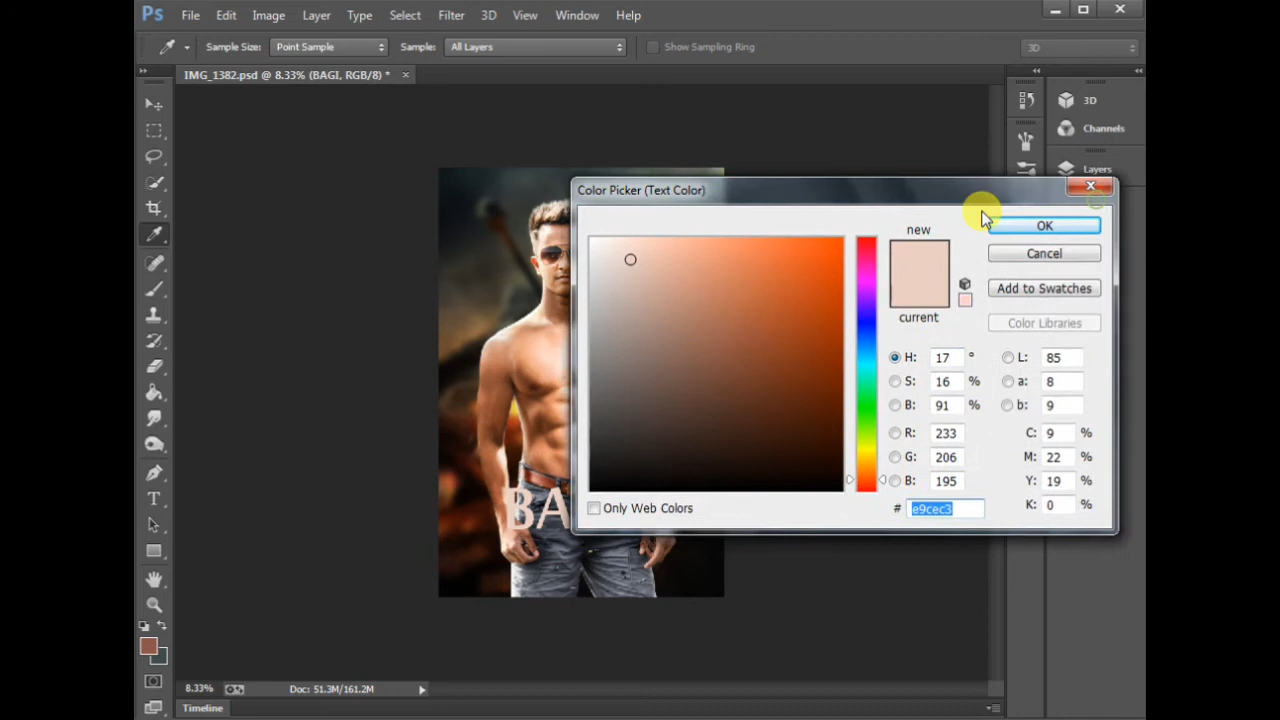 Ps File Edit Image Layer Type Select Filter 3D View Window Help
Sample Size: Point Sample Sample: All Layers Show Sampling Ring 3D
IMG_1382.psd @ 8.33% (BAGI, RGB/8) * ×
3D
Channels
Layers
Color Picker (Text Color)
new
current
OK
Cancel
Add to Swatches
Color Libraries
H: 17 ° L: 85
S: 16 % a: 8
B: 91 % b: 9
R: 233 C: 9 %
G: 206 M: 22 %
B: 195 Y: 19 %
# e9cec3 K: 0 %
Only Web Colors
BA
T
8.33% Doc: 51.3M/161.2M
Timeline